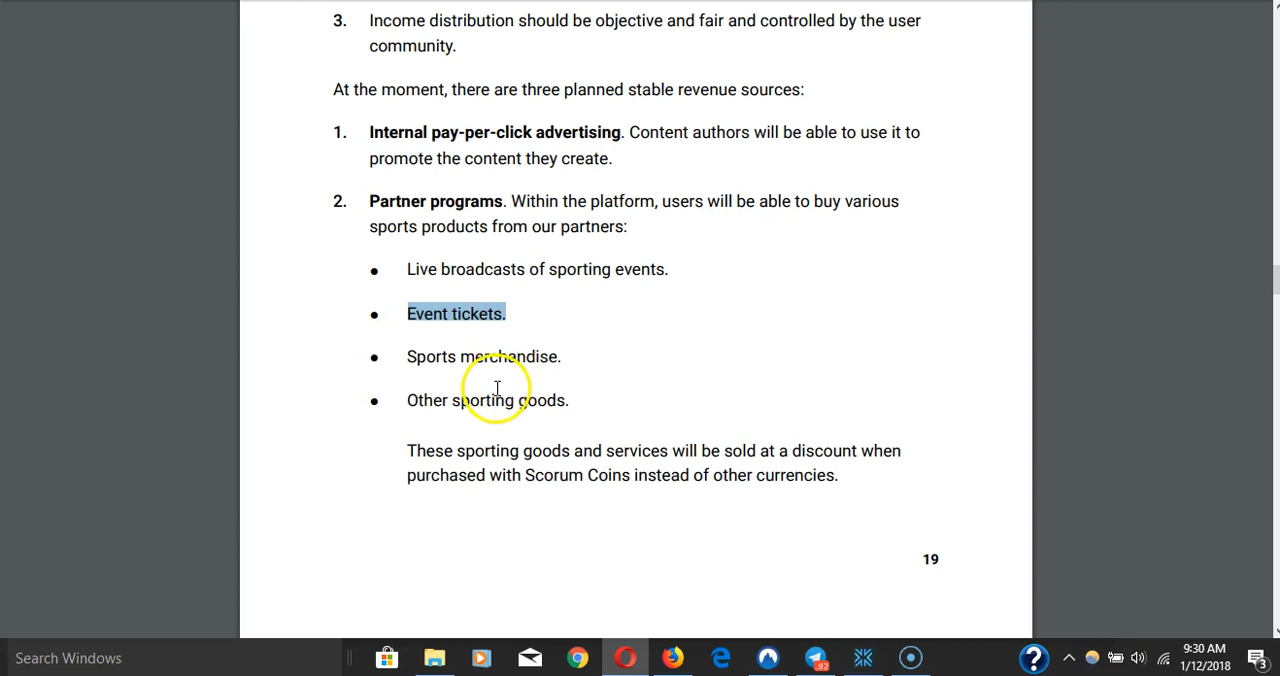 3. Income distribution should be objective and fair and controlled by the user
community.
At the moment, there are three planned stable revenue sources:
1. Internal pay-per-click advertising. Content authors will be able to use it to
promote the content they create.
2. Partner programs. Within the platform, users will be able to buy various
sports products from our partners:
● Live broadcasts of sporting events.
● Event tickets.
● Sports merchandise.
● Other sporting goods.
These sporting goods and services will be sold at a discount when
purchased with Scorum Coins instead of other currencies.
19
Search Windows
.92
?
9:30 AM
1/12/2018
3